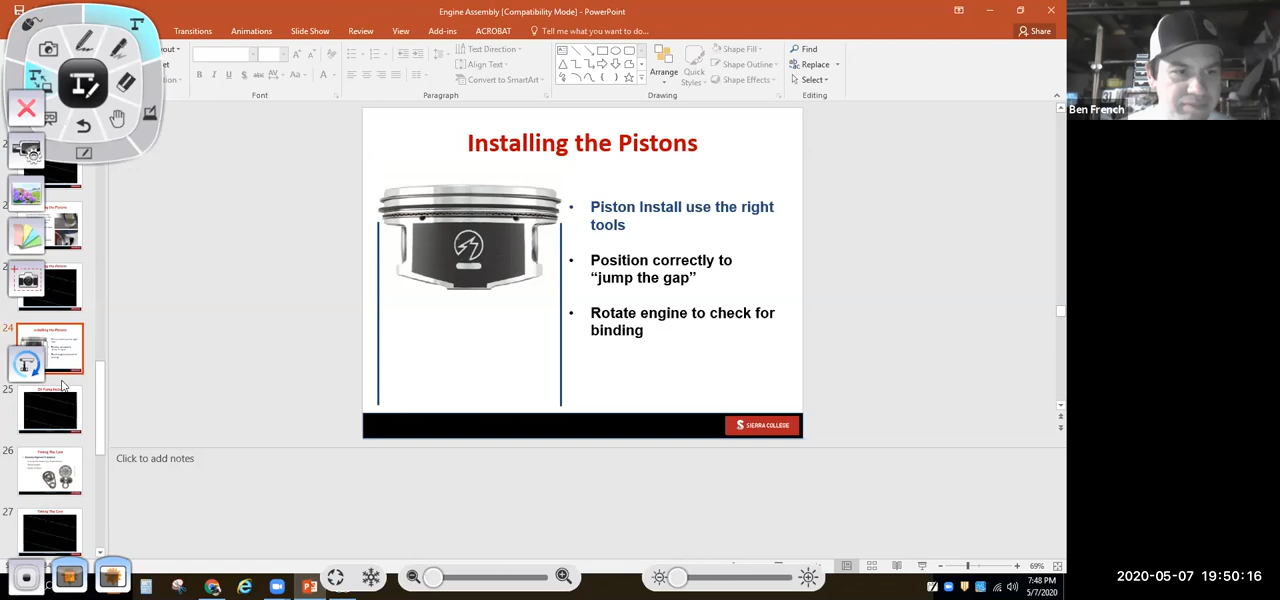 Engine Assembly [Compatibility Mode] - PowerPoint
Transitions Animations Slide Show Review View Add-ins ACROBAT Tell me what you want to do...
Share
Text Direction
Align Text
Convert to SmartArt
Arrange
Quick Styles
Shape Fill
Shape Outline
Shape Effects
Find
Replace
Select
Font Paragraph Drawing Editing
Ben French
Installing the Pistons
• Piston Install use the right
tools
• Position correctly to
“jump the gap”
• Rotate engine to check for
binding
SIERRA COLLEGE
24
25
26
27
Click to add notes
69%
7:48 PM
5/7/2020
2020-05-07 19:50:16